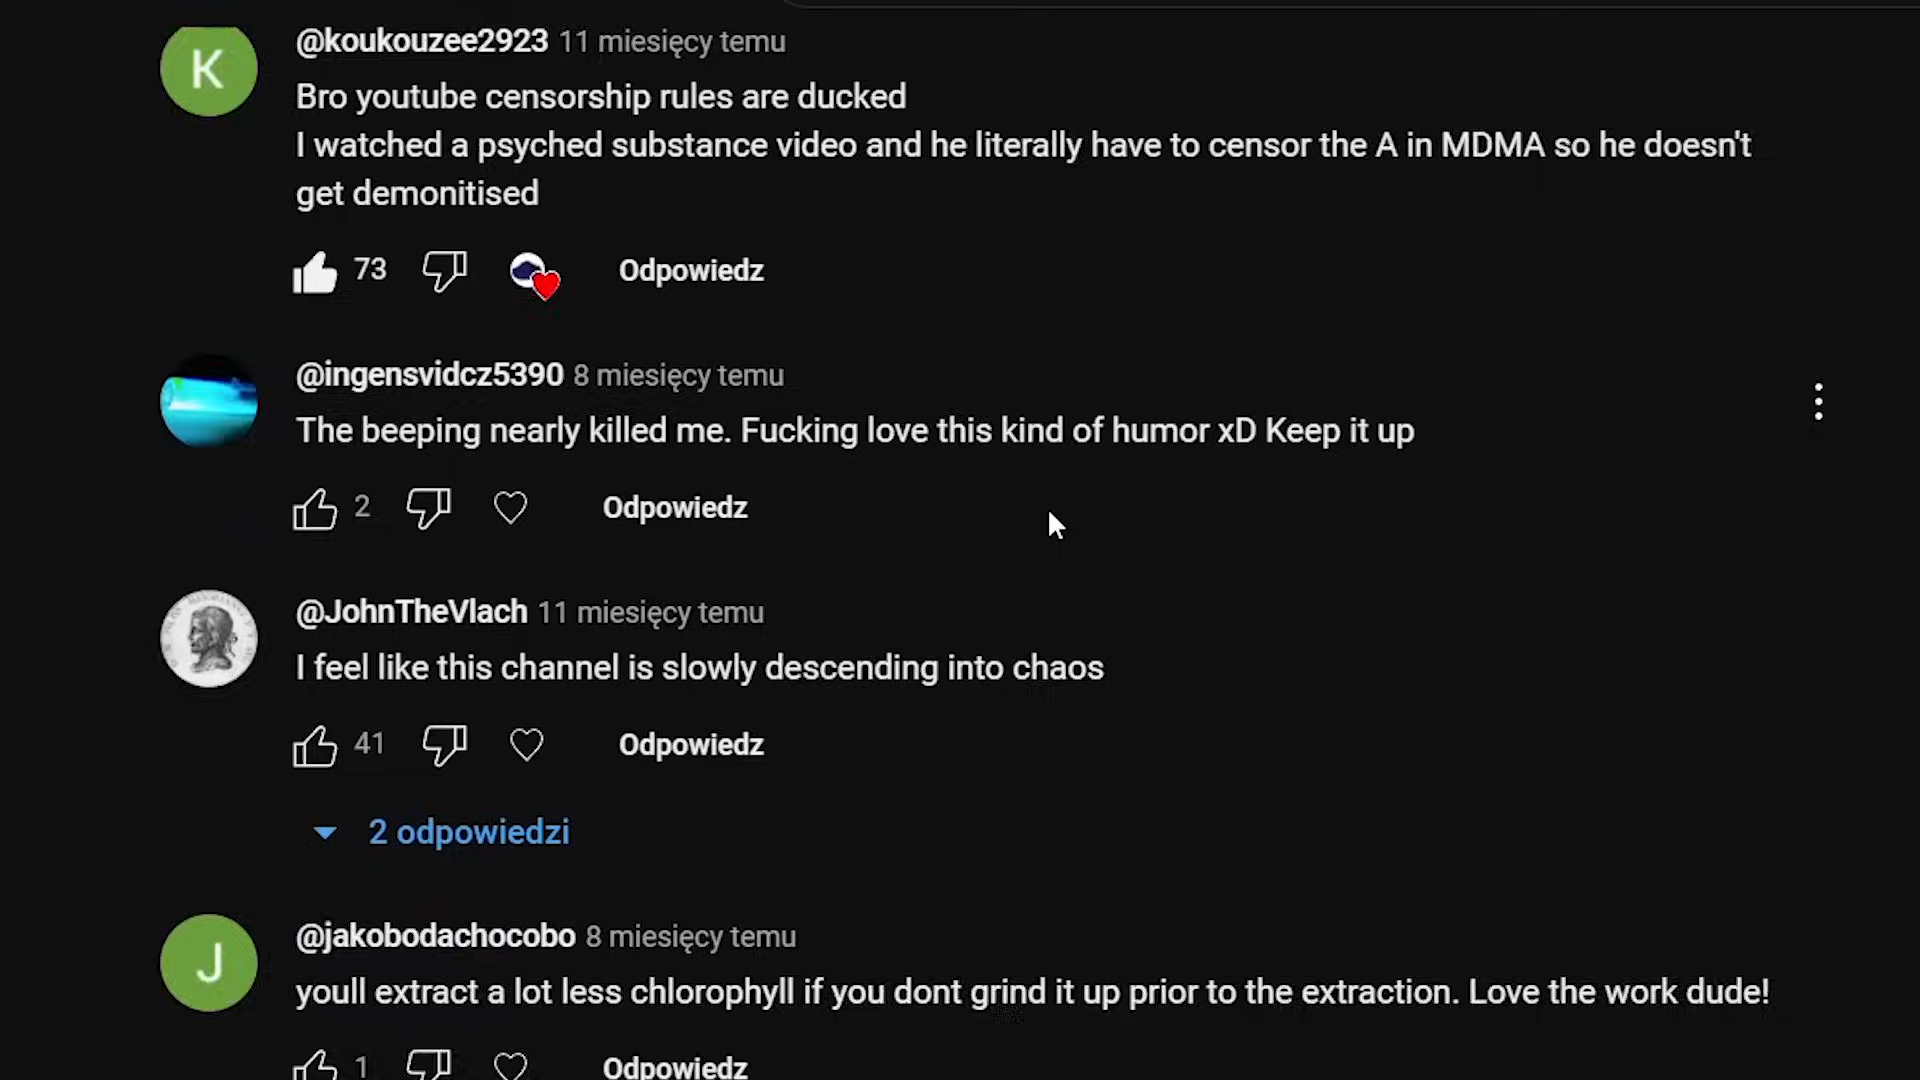 K
@koukouzee2923 11 miesięcy temu
Bro youtube censorship rules are ducked
I watched a psyched substance video and he literally have to censor the A in MDMA so he doesn't
get demonitised
73 Odpowiedz
@ingensvidcz5390 8 miesięcy temu
The beeping nearly killed me. Fucking love this kind of humor xD Keep it up
2 Odpowiedz
@JohnTheVlach 11 miesięcy temu
I feel like this channel is slowly descending into chaos
41 Odpowiedz
2 odpowiedzi
J
@jakobodachocobo 8 miesięcy temu
youll extract a lot less chlorophyll if you dont grind it up prior to the extraction. Love the work dude!
1 Odpowiedz